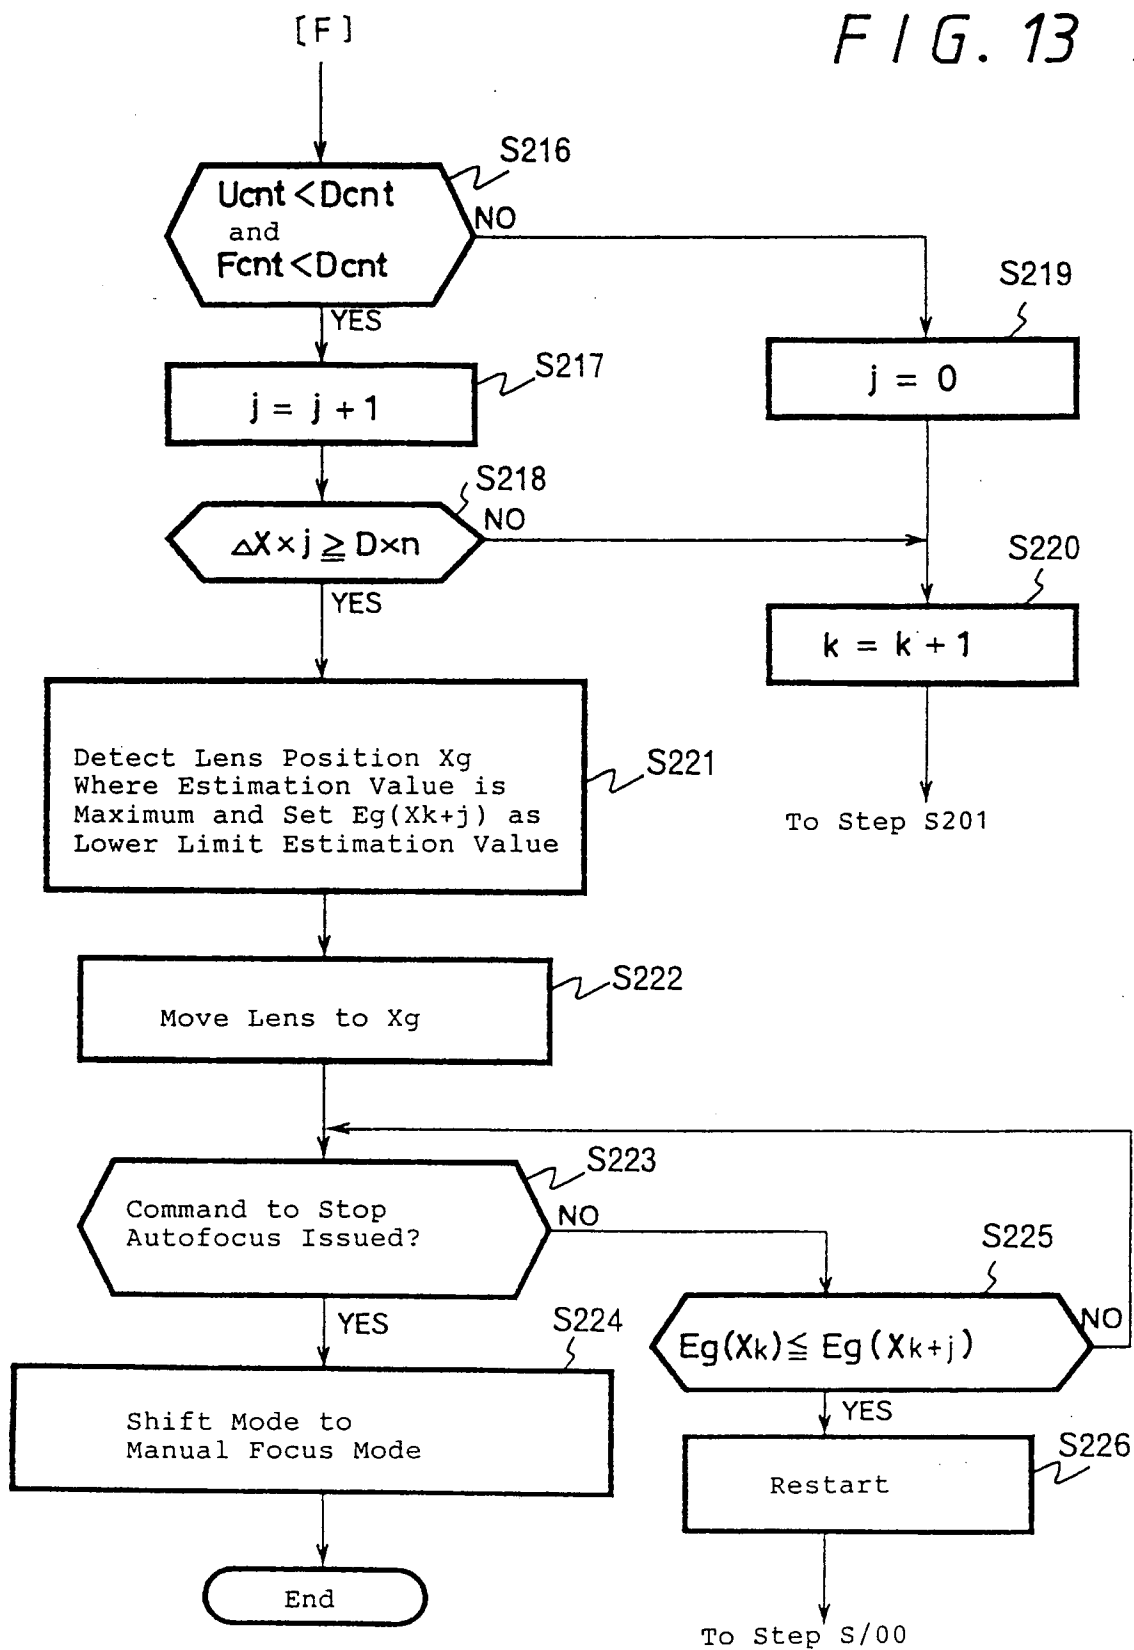 [F]
FIG. 13
S216
Ucnt<Dcnt
and
Fcnt<Dcnt
NO
YES
S219
j = 0
S217
j = j + 1
S218
△X×j ≧ D×n
NO
YES
S220
k = k + 1
To Step S201
S221
Detect Lens Position Xg
Where Estimation Value is
Maximum and Set Eg(Xk+j) as
Lower Limit Estimation Value
S222
Move Lens to Xg
S223
Command to Stop
Autofocus Issued?
NO
YES
S225
Eg(Xk)≦ Eg(Xk+j)
NO
YES
S224
Shift Mode to
Manual Focus Mode
S226
Restart
End
To Step S/00